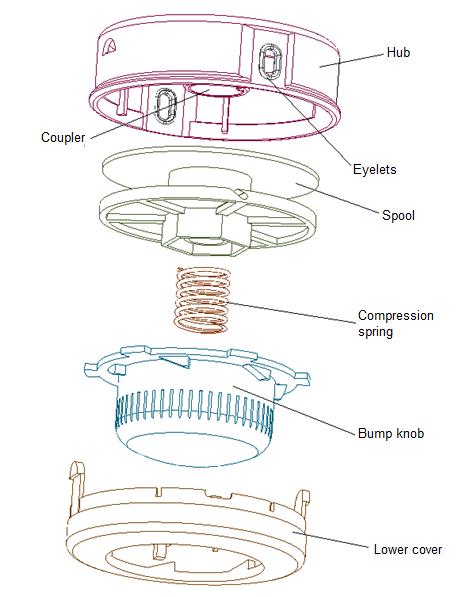 Hub
Coupler
Eyelets
Spool
Compression
spring
Bump knob
Lower cover